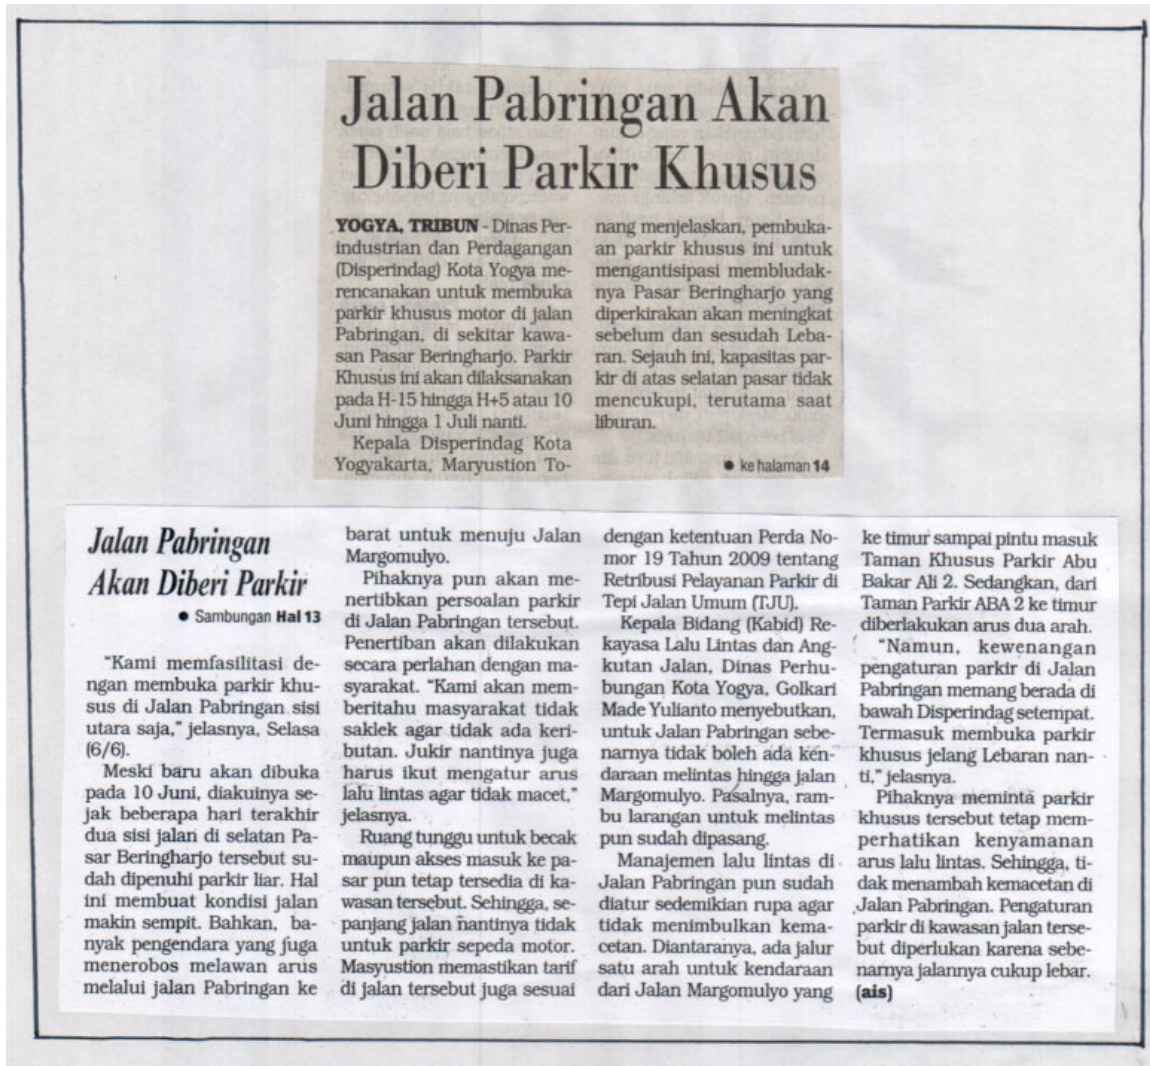 Jalan Pabringan Akan
Diberi Parkir Khusus
YOGYA, TRIBUN - Dinas Per-
industrian dan Perdagangan
(Disperindag) Kota Yogya me-
rencanakan untuk membuka
parkir khusus motor di jalan
Pabringan, di sekitar kawa-
san Pasar Beringharjo. Parkir
Khusus ini akan dilaksanakan
pada H-15 hingga H+5 atau 10
Juni hingga 1 Juli nanti.
Kepala Disperindag Kota
Yogyakarta, Maryustion To-
nang menjelaskan, pembuka-
an parkir khusus ini untuk
mengantisipasi membludak-
nya Pasar Beringharjo yang
diperkirakan akan meningkat
sebelum dan sesudah Leba-
ran. Sejauh ini, kapasitas par-
kir di atas selatan pasar tidak
mencukupi, terutama saat
liburan.
● ke halaman 14
Jalan Pabringan
Akan Diberi Parkir
● Sambungan Hal 13
"Kami memfasilitasi de-
ngan membuka parkir khu-
sus di Jalan Pabringan sisi
utara saja," jelasnya, Selasa
(6/6).
Meski baru akan dibuka
pada 10 Juni, diakuinya se-
jak beberapa hari terakhir
dua sisi jalan di selatan Pa-
sar Beringharjo tersebut su-
dah dipenuhi parkir liar. Hal
ini membuat kondisi jalan
makin sempit. Bahkan, ba-
nyak pengendara yang juga
menerobos melawan arus
melalui jalan Pabringan ke
barat untuk menuju Jalan
Margomulyo.
Pihaknya pun akan me-
nertibkan persoalan parkir
di Jalan Pabringan tersebut.
Penertiban akan dilakukan
secara perlahan dengan ma-
syarakat. "Kami akan mem-
beritahu masyarakat tidak
saklek agar tidak ada keri-
butan. Jukir nantinya juga
harus ikut mengatur arus
lalu lintas agar tidak macet,"
jelasnya.
Ruang tunggu untuk becak
maupun akses masuk ke pa-
sar pun tetap tersedia di ka-
wasan tersebut. Sehingga, se-
panjang jalan nantinya tidak
untuk parkir sepeda motor.
Masyustion memastikan tarif
di jalan tersebut juga sesuai
dengan ketentuan Perda No-
mor 19 Tahun 2009 tentang
Retribusi Pelayanan Parkir di
Tepi Jalan Umum (TJU).
Kepala Bidang (Kabid) Re-
kayasa Lalu Lintas dan Ang-
kutan Jalan, Dinas Perhu-
bungan Kota Yogya, Golkari
Made Yulianto menyebutkan,
untuk Jalan Pabringan sebe-
narnya tidak boleh ada ken-
daraan melintas hingga jalan
Margomulyo. Pasalnya, ram-
bu larangan untuk melintas
pun sudah dipasang.
Manajemen lalu lintas di
Jalan Pabringan pun sudah
diatur sedemikian rupa agar
tidak menimbulkan kema-
cetan. Diantaranya, ada jalur
satu arah untuk kendaraan
dari Jalan Margomulyo yang
ke timur sampai pintu masuk
Taman Khusus Parkir Abu
Bakar Ali 2. Sedangkan, dari
Taman Parkir ABA 2 ke timur
diberlakukan arus dua arah.
"Namun, kewenangan
pengaturan parkir di Jalan
Pabringan memang berada di
bawah Disperindag setempat.
Termasuk membuka parkir
khusus jelang Lebaran nan-
ti," jelasnya.
Pihaknya meminta parkir
khusus tersebut tetap mem-
perhatikan kenyamanan
arus lalu lintas. Sehingga, ti-
dak menambah kemacetan di
Jalan Pabringan. Pengaturan
parkir di kawasan jalan terse-
but diperlukan karena sebe-
narnya jalannya cukup lebar.
(ais)